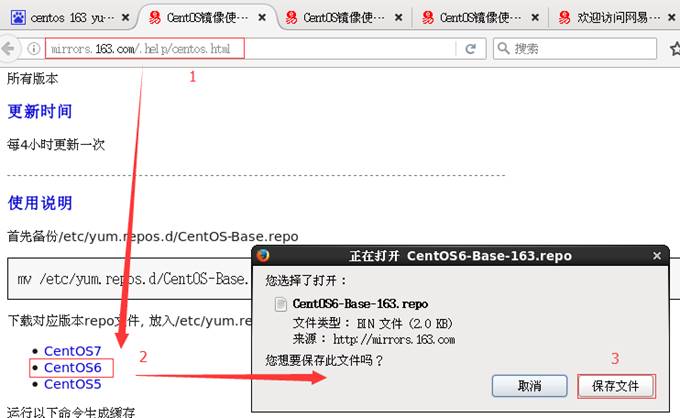 centos 163 yu…
CentOS镜像使…
CentOS镜像使…
CentOS镜像使…
欢迎访问网易…
mirrors.163.com/.help/centos.html
搜索
1
所有版本
更新时间
每4小时更新一次
使用说明
首先备份/etc/yum.repos.d/CentOS-Base.repo
mv /etc/yum.repos.d/CentOS-Base.
下载对应版本repo文件, 放入/etc/yum.re
CentOS7
CentOS6
CentOS5
2
运行以下命令生成缓存
正在打开 CentOS6-Base-163.repo
您选择了打开：
CentOS6-Base-163.repo
文件类型： BIN 文件 (2.0 KB)
来源： http://mirrors.163.com
您想要保存此文件吗？
3
取消
保存文件